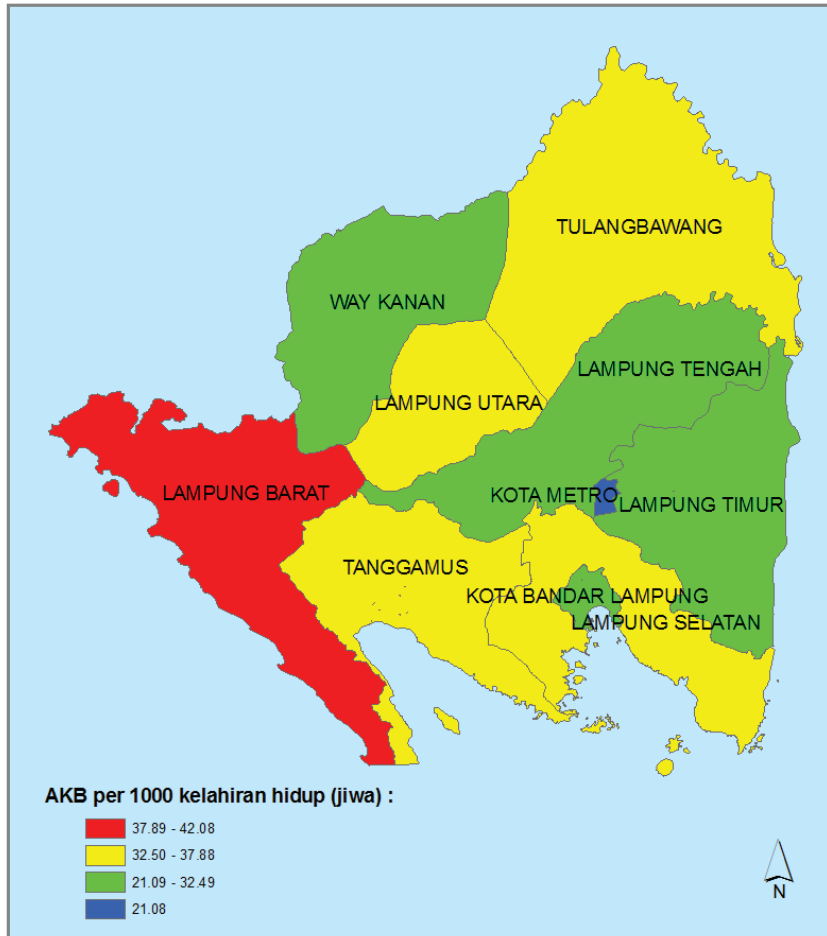 TULANGBAWANG
WAY KANAN
LAMPUNG TENGAH
LAMPUNG UTARA
LAMPUNG BARAT
KOTA METRO
LAMPUNG TIMUR
TANGGAMUS
KOTA BANDAR LAMPUNG
LAMPUNG SELATAN
AKB per 1000 kelahiran hidup (jiwa) :
37.89 - 42.08
32.50 - 37.88
21.09 - 32.49
21.08
N